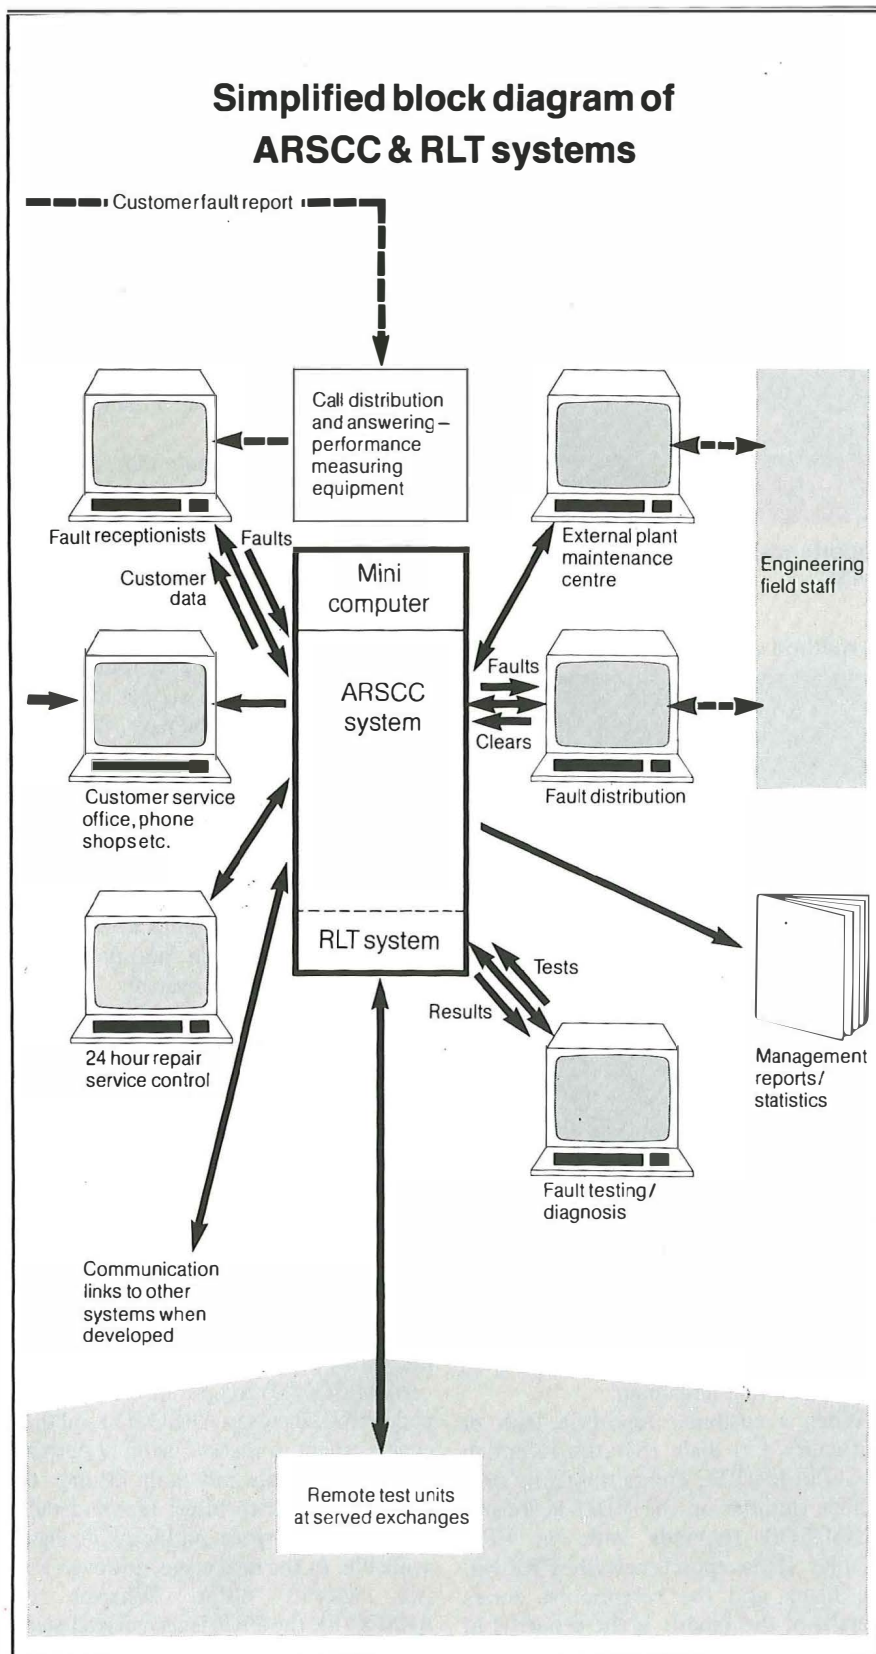 Simplified block diagram of
ARSCC & RLT systems
Customer fault report
Call distribution
and answering –
performance
measuring
equipment
Fault receptionists
Faults
Customer
data
Mini
computer
ARSCC
system
RLT system
External plant
maintenance
centre
Engineering
field staff
Faults
Clears
Fault distribution
Customer service
office, phone
shops etc.
24 hour repair
service control
Tests
Results
Management
reports/
statistics
Fault testing/
diagnosis
Communication
links to other
systems when
developed
Remote test units
at served exchanges